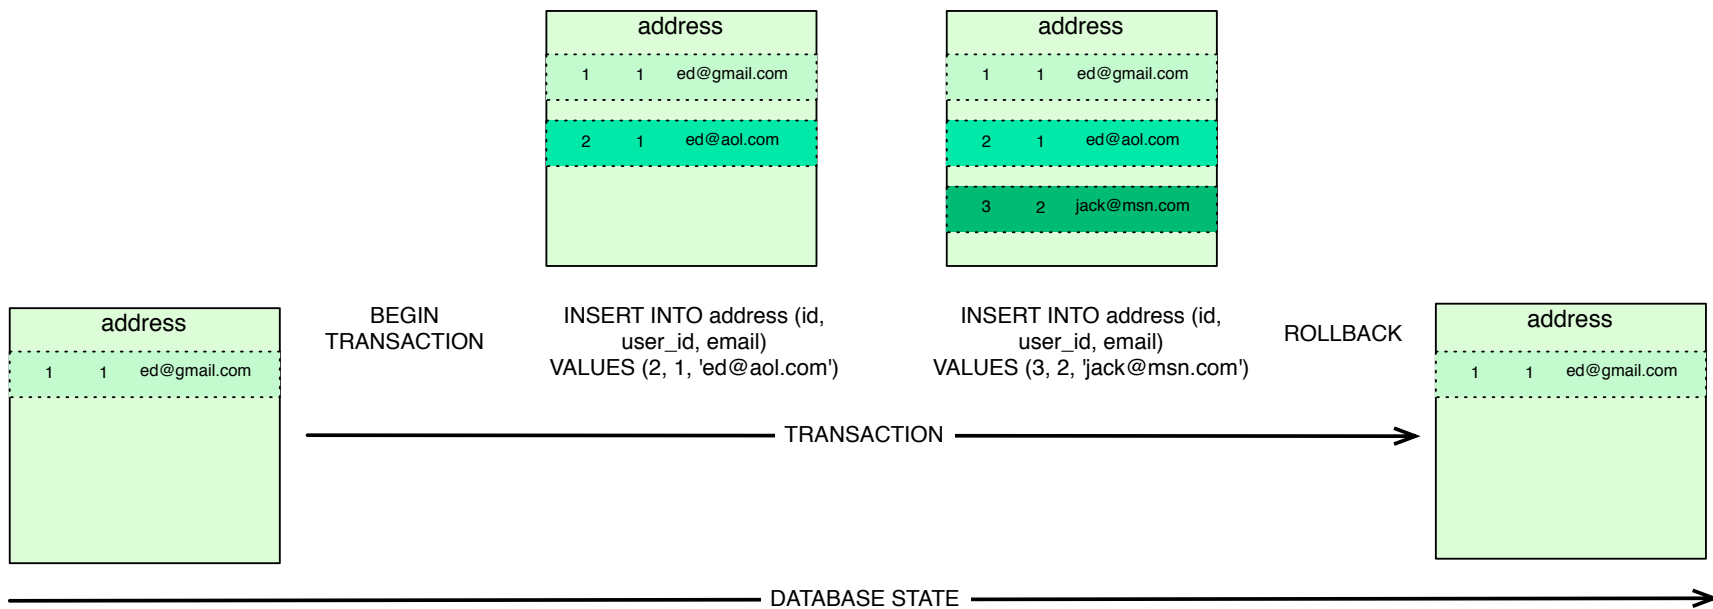 address
1 1 ed@gmail.com
2 1 ed@aol.com
address
1 1 ed@gmail.com
2 1 ed@aol.com
3 2 jack@msn.com
address
1 1 ed@gmail.com
BEGIN
TRANSACTION
INSERT INTO address (id,
user_id, email)
VALUES (2, 1, 'ed@aol.com')
INSERT INTO address (id,
user_id, email)
VALUES (3, 2, 'jack@msn.com')
ROLLBACK
address
1 1 ed@gmail.com
TRANSACTION
DATABASE STATE